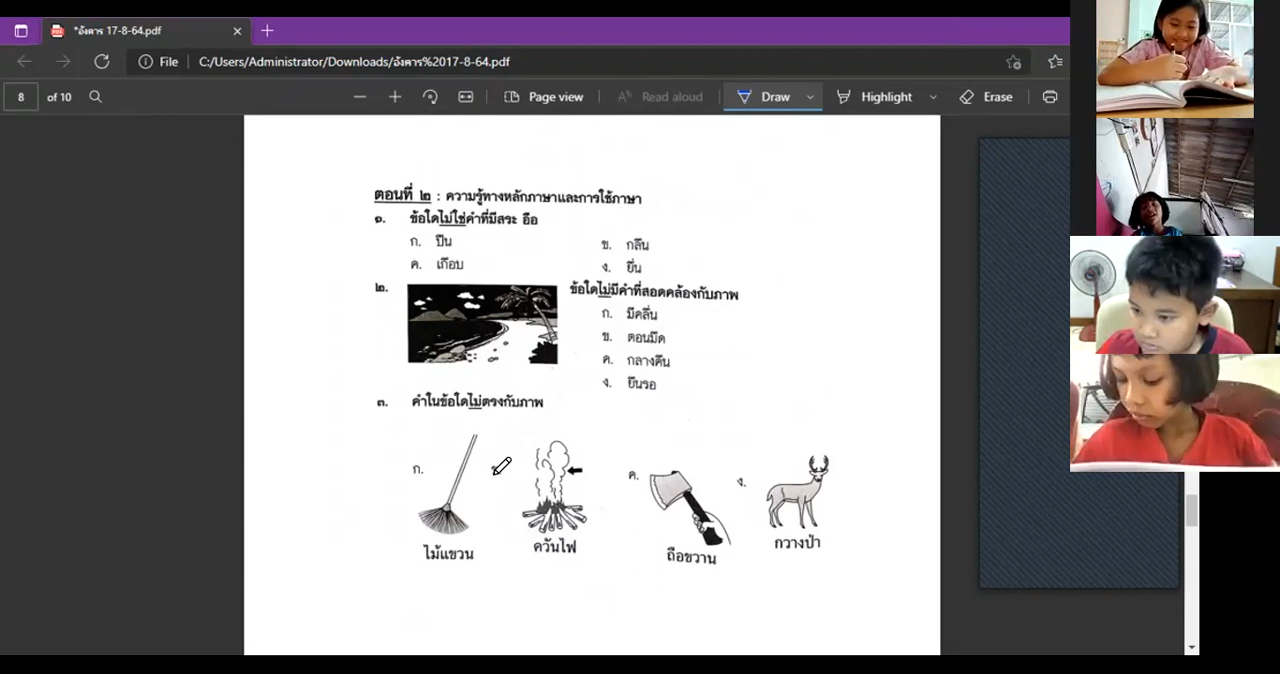 *อังคาร 17-8-64.pdf
File C:/Users/Administrator/Downloads/อังคาร%2017-8-64.pdf
8 of 10 Page view Read aloud Draw Highlight Erase
ตอนที่ ๒ : ความรู้ทางหลักภาษาและการใช้ภาษา
๑. ข้อใดไม่ใช่คำที่มีสระ อือ
ก. ปืน ข. กลืน
ค. เกือบ ง. ยื่น
๒. ข้อใดไม่มีคำที่สอดคล้องกับภาพ
ก. มีคลื่น
ข. ตอนมืด
ค. กลางคืน
ง. ยืนรอ
๓. คำในข้อใดไม่ตรงกับภาพ
ก. ค. ง.
ไม้แขวน ควันไฟ ถือขวาน กวางป่า